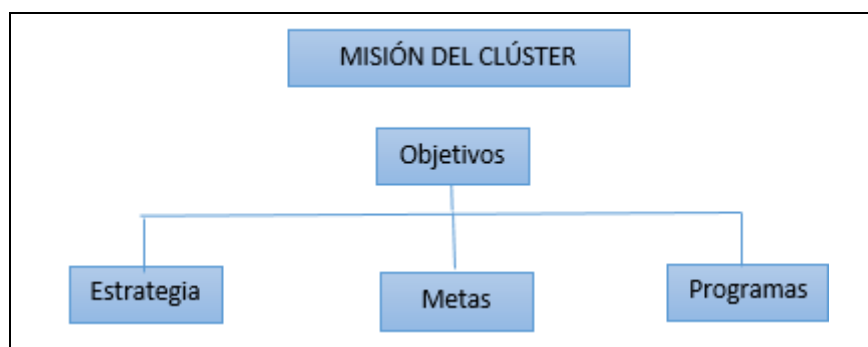 MISIÓN DEL CLÚSTER
Objetivos
Estrategia
Metas
Programas